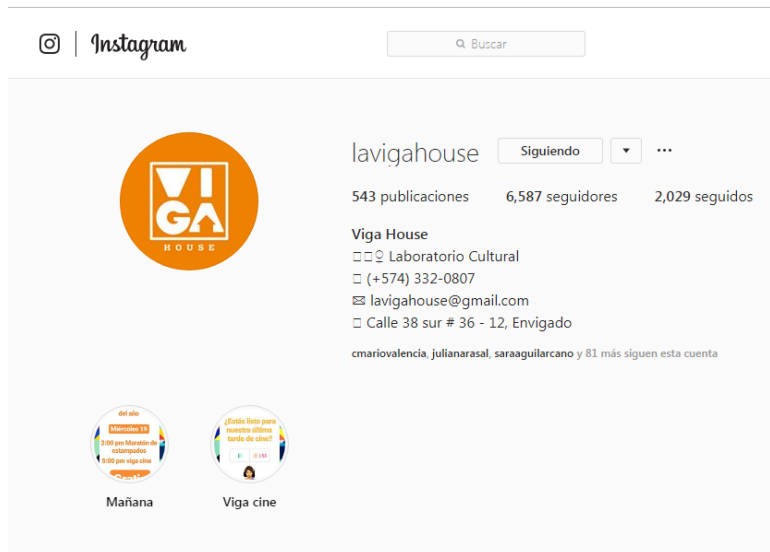 Instagram
Buscar
VI
GA
HOUSE
lavigahouse Siguiendo
543 publicaciones 6,587 seguidores 2,029 seguidos
Viga House
Laboratorio Cultural
(+574) 332-0807
lavigahouse@gmail.com
Calle 38 sur # 36 - 12, Envigado
cmariovalencia, julianarasal, saraaguilarcano y 81 más siguen esta cuenta
del año
Miércoles 19
2:00 pm Maratón de
estampados
5:00 pm viga cine
¿Estás listo para
nuestra última
tarde de cine?
Mañana Viga cine